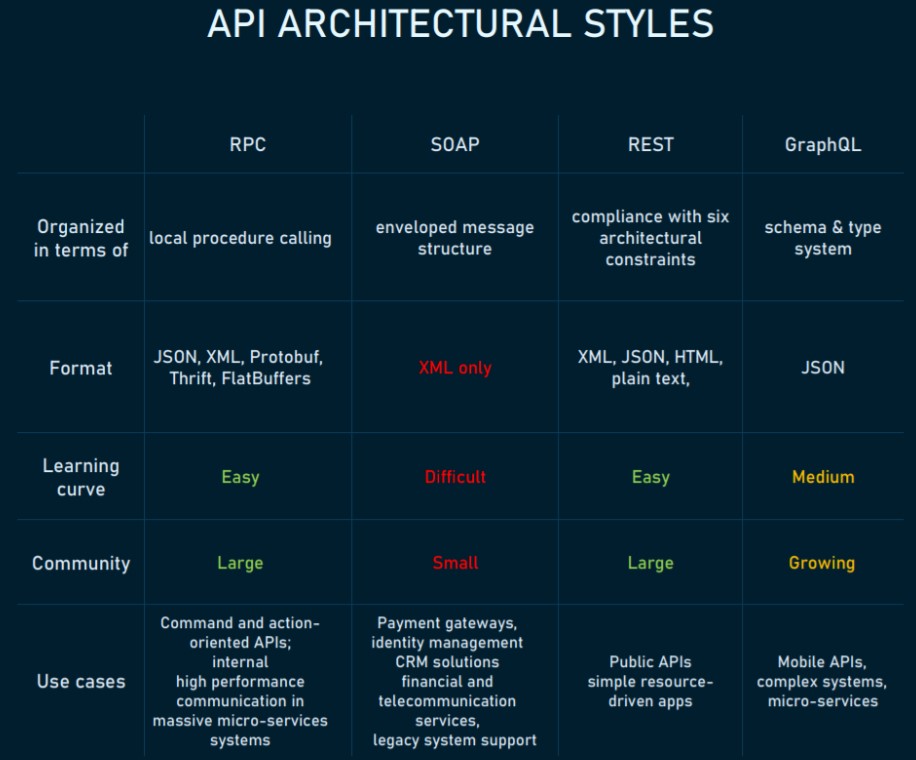 API ARCHITECTURAL STYLES
RPC
SOAP
REST
GraphQL
Organized
in terms of
local procedure calling
enveloped message
structure
compliance with six
architectural
constraints
schema & type
system
Format
JSON, XML, Protobuf,
Thrift, FlatBuffers
XML only
XML, JSON, HTML,
plain text,
JSON
Learning
curve
Easy
Difficult
Easy
Medium
Community
Large
Small
Large
Growing
Use cases
Command and action-
oriented APIs;
internal
high performance
communication in
massive micro-services
systems
Payment gateways,
identity management
CRM solutions
financial and
telecommunication
services,
legacy system support
Public APIs
simple resource-
driven apps
Mobile APIs,
complex systems,
micro-services